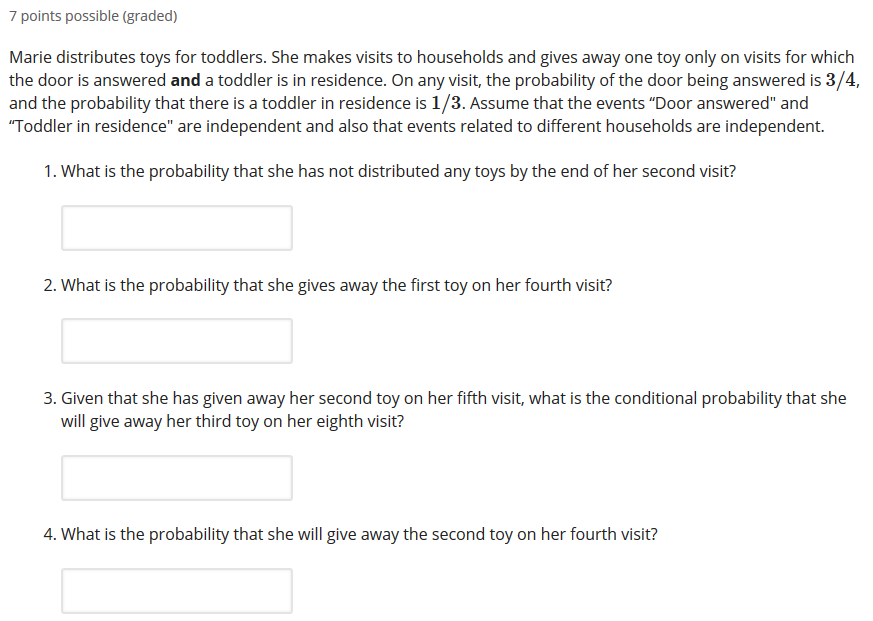 7 points possible (graded)
Marie distributes toys for toddlers. She makes visits to households and gives away one toy only on visits for which
the door is answered and a toddler is in residence. On any visit, the probability of the door being answered is 3/4,
and the probability that there is a toddler in residence is 1/3. Assume that the events “Door answered" and
“Toddler in residence" are independent and also that events related to different households are independent.
1. What is the probability that she has not distributed any toys by the end of her second visit?
2. What is the probability that she gives away the first toy on her fourth visit?
3. Given that she has given away her second toy on her fifth visit, what is the conditional probability that she
will give away her third toy on her eighth visit?
4. What is the probability that she will give away the second toy on her fourth visit?